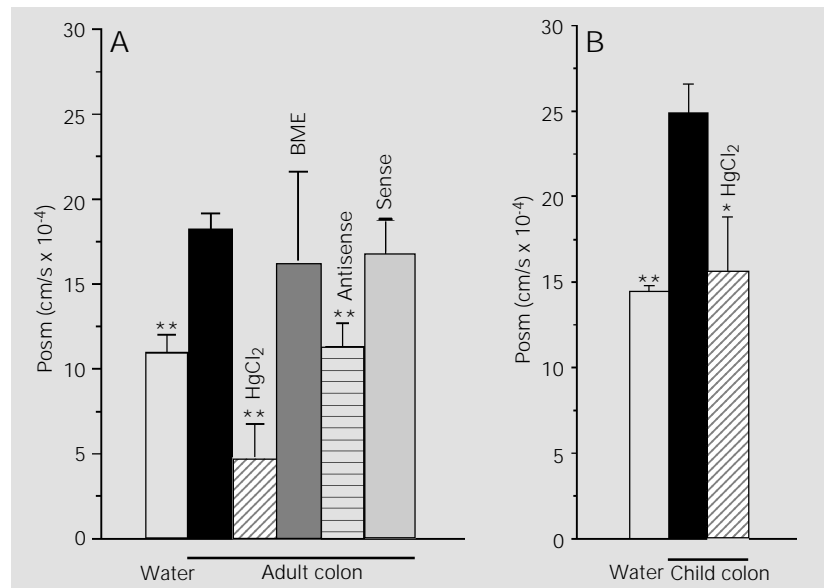 A
Posm (cm/s x 10-4)
30
25
20
15
10
5
0
**
HgCl2
**
BME
Antisense
**
Sense
Water
Adult colon
B
Posm (cm/s x 10-4)
30
25
20
15
10
5
0
**
* HgCl2
Water Child colon